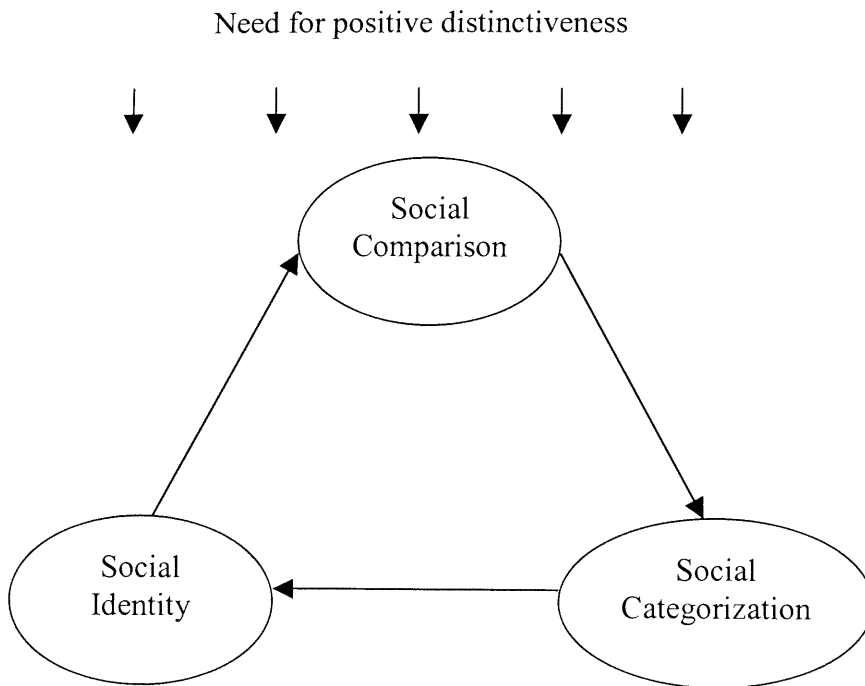 Need for positive distinctiveness
Social
Comparison
Social
Identity
Social
Categorization